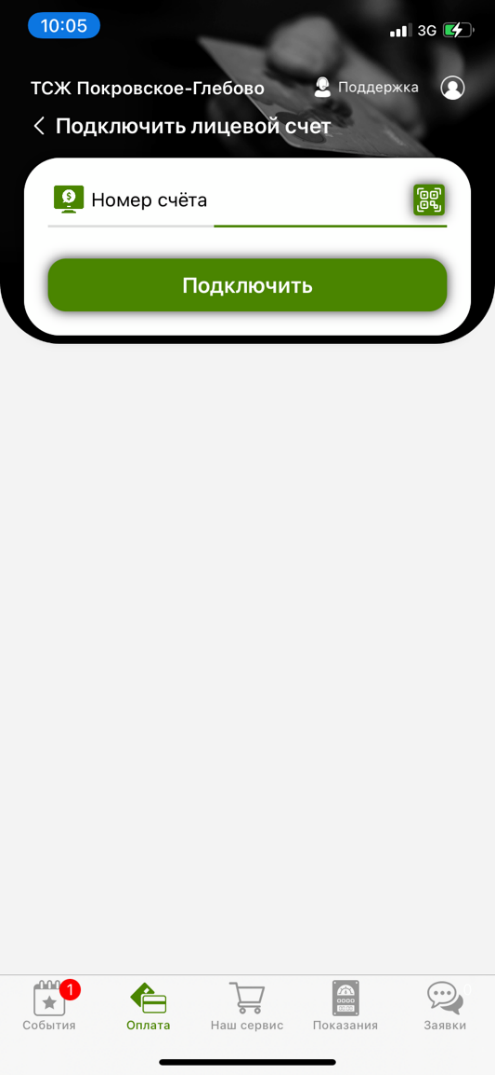 10:05
3G
ТСЖ Покровское-Глебово
Поддержка
Подключить лицевой счет
Номер счёта
Подключить
1
События
Оплата
Наш сервис
Показания
Заявки